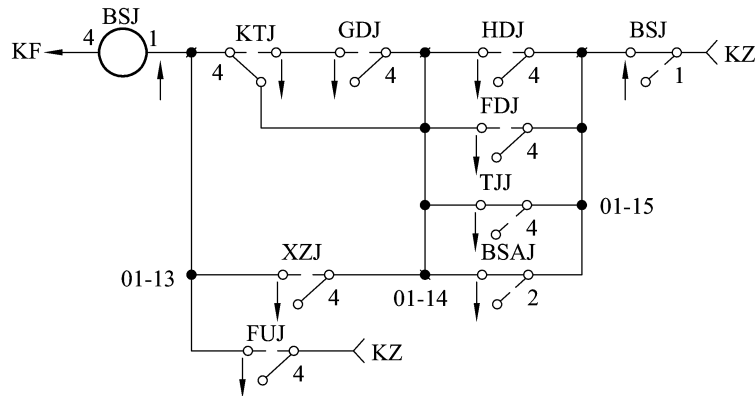 BSJ
KF 4 1 KTJ GDJ HDJ BSJ KZ
4 4 4 1
FDJ
4
TJJ
4 01-15
01-13 XZJ 01-14 BSAJ
4 2
FUJ
KZ
4